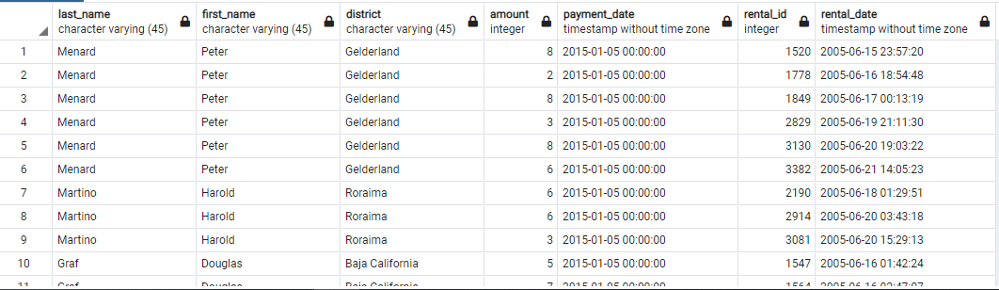 last_name first_name district amount payment_date rental_id rental_date
character varying (45) character varying (45) character varying (45) integer timestamp without time zone integer timestamp without time zone
1 Menard Peter Gelderland 8 2015-01-05 00:00:00 1520 2005-06-15 23:57:20
2 Menard Peter Gelderland 2 2015-01-05 00:00:00 1778 2005-06-16 18:54:48
3 Menard Peter Gelderland 8 2015-01-05 00:00:00 1849 2005-06-17 00:13:19
4 Menard Peter Gelderland 3 2015-01-05 00:00:00 2829 2005-06-19 21:11:30
5 Menard Peter Gelderland 8 2015-01-05 00:00:00 3130 2005-06-20 19:03:22
6 Menard Peter Gelderland 6 2015-01-05 00:00:00 3382 2005-06-21 14:05:23
7 Martino Harold Roraima 6 2015-01-05 00:00:00 2190 2005-06-18 01:29:51
8 Martino Harold Roraima 6 2015-01-05 00:00:00 2914 2005-06-20 03:43:18
9 Martino Harold Roraima 3 2015-01-05 00:00:00 3081 2005-06-20 15:29:13
10 Graf Douglas Baja California 5 2015-01-05 00:00:00 1547 2005-06-16 01:42:24
11 Graf Douglas Baja California 7 2015-01-05 00:00:00 1564